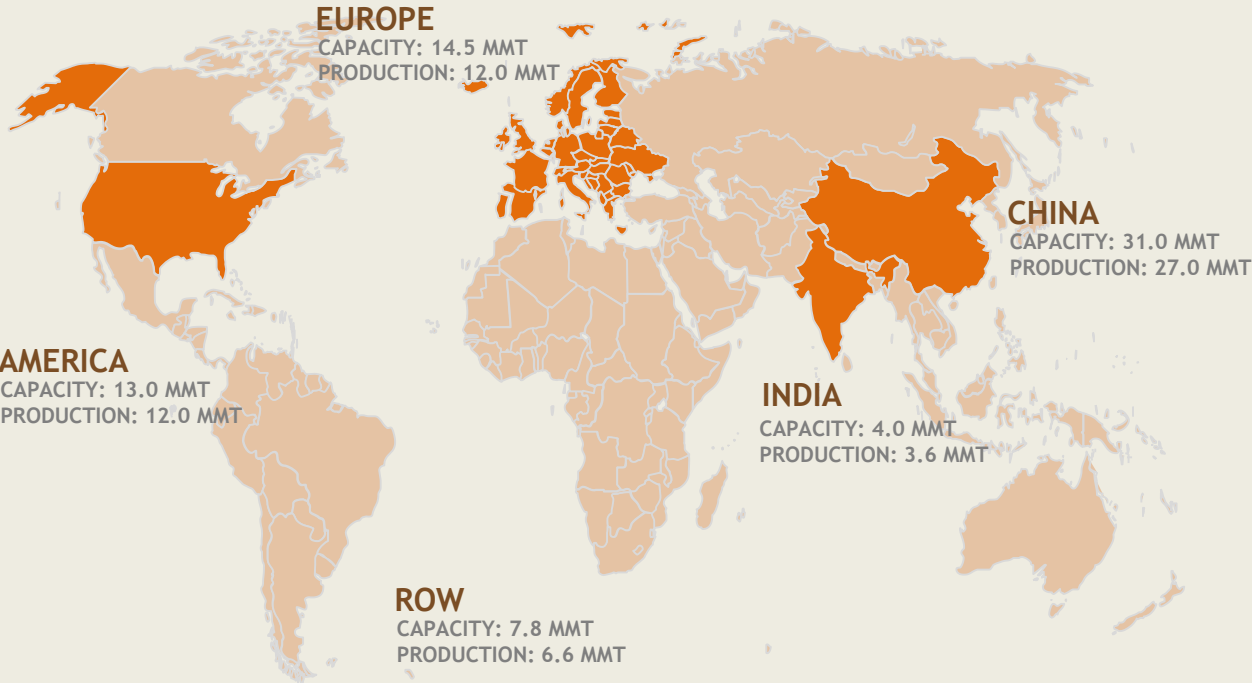 EUROPE
CAPACITY: 14.5 MMT
PRODUCTION: 12.0 MMT
CHINA
CAPACITY: 31.0 MMT
PRODUCTION: 27.0 MMT
AMERICA
CAPACITY: 13.0 MMT
PRODUCTION: 12.0 MMT
INDIA
CAPACITY: 4.0 MMT
PRODUCTION: 3.6 MMT
ROW
CAPACITY: 7.8 MMT
PRODUCTION: 6.6 MMT